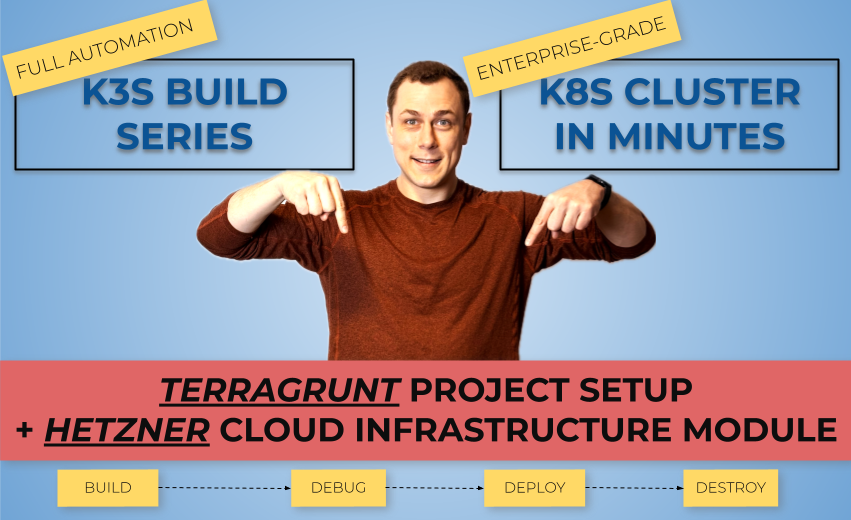 FULL AUTOMATION
K3S BUILD
SERIES
ENTERPRISE-GRADE
K8S CLUSTER
IN MINUTES
TERRAGRUNT PROJECT SETUP
+ HETZNER CLOUD INFRASTRUCTURE MODULE
BUILD
DEBUG
DEPLOY
DESTROY